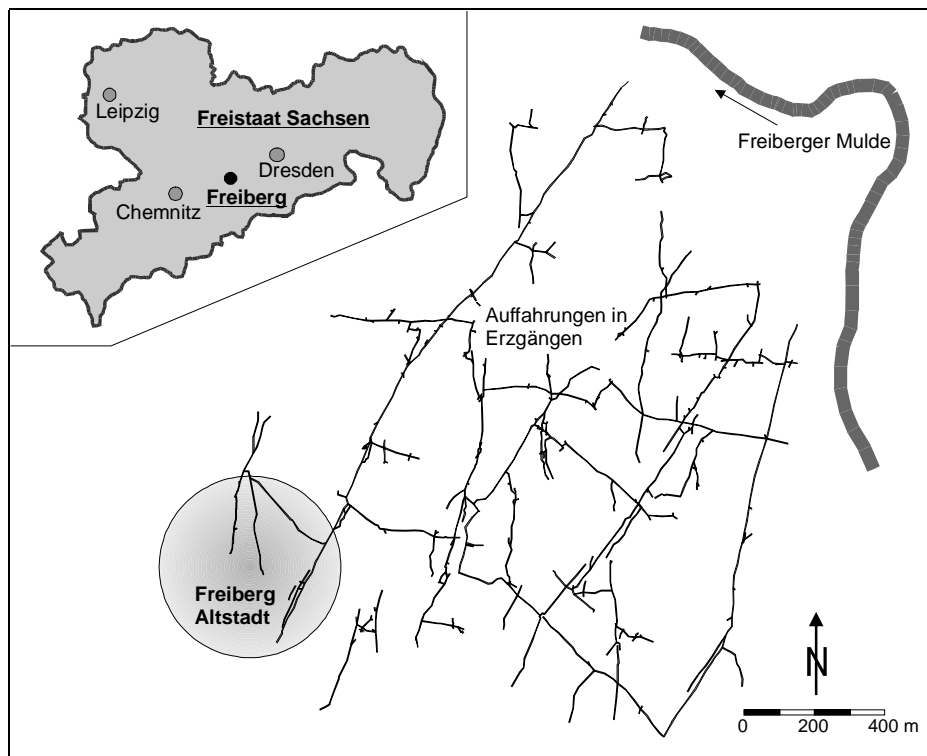 Leipzig
Freistaat Sachsen
Dresden
Freiberg
Chemnitz
Freiberger Mulde
Auffahrungen in
Erzgängen
Freiberg
Altstadt
N
0 200 400 m